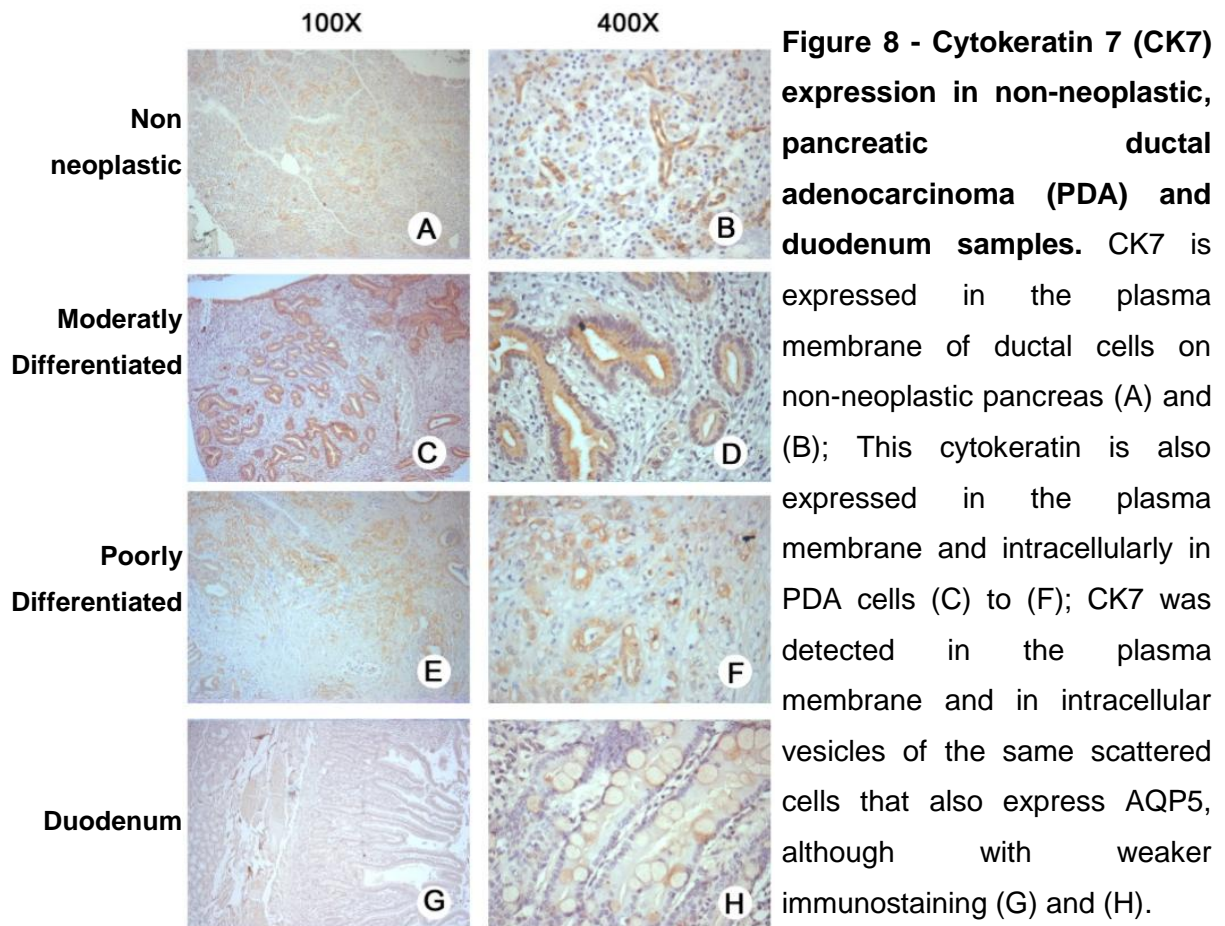 100X
400X
Non
neoplastic
A
B
Moderatly
Differentiated
C
D
Poorly
Differentiated
E
F
Duodenum
G
H
Figure 8 - Cytokeratin 7 (CK7)
expression in non-neoplastic,
pancreatic ductal
adenocarcinoma (PDA) and
duodenum samples. CK7 is
expressed in the plasma
membrane of ductal cells on
non-neoplastic pancreas (A) and
(B); This cytokeratin is also
expressed in the plasma
membrane and intracellularly in
PDA cells (C) to (F); CK7 was
detected in the plasma
membrane and in intracellular
vesicles of the same scattered
cells that also express AQP5,
although with weaker
immunostaining (G) and (H).